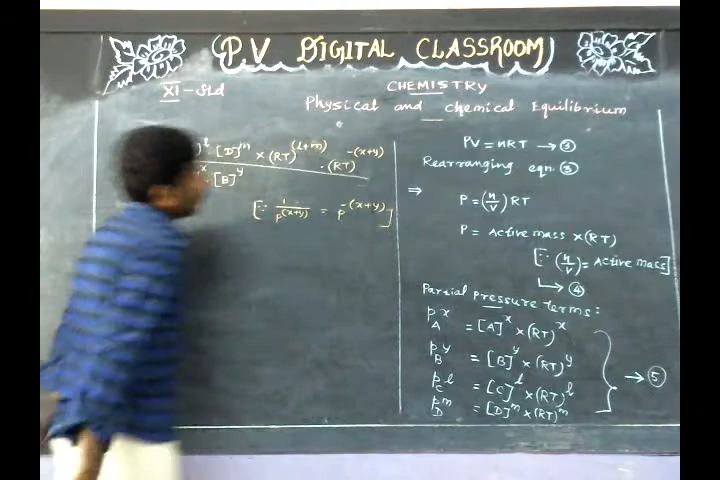 P.V DIGITAL CLASSROOM
XI - Std
CHEMISTRY
Physical and chemical Equilibrium
]^l · [D]^m × (RT)^(l+m) · (RT)^-(x+y)
^x · [B]^y
[∵ 1/p^(x+y) = p^-(x+y)]
PV = nRT → ③
Rearranging eqn. ③
⇒ P = (n/V) RT
P = Active mass × (RT)
[∵ (n/V) = Active mass]
↳ ④
Partial pressure terms:
p_A^x = [A]^x × (RT)^x
p_B^y = [B]^y × (RT)^y
p_C^l = [C]^l × (RT)^l
p_D^m = [D]^m × (RT)^m
} → ⑤